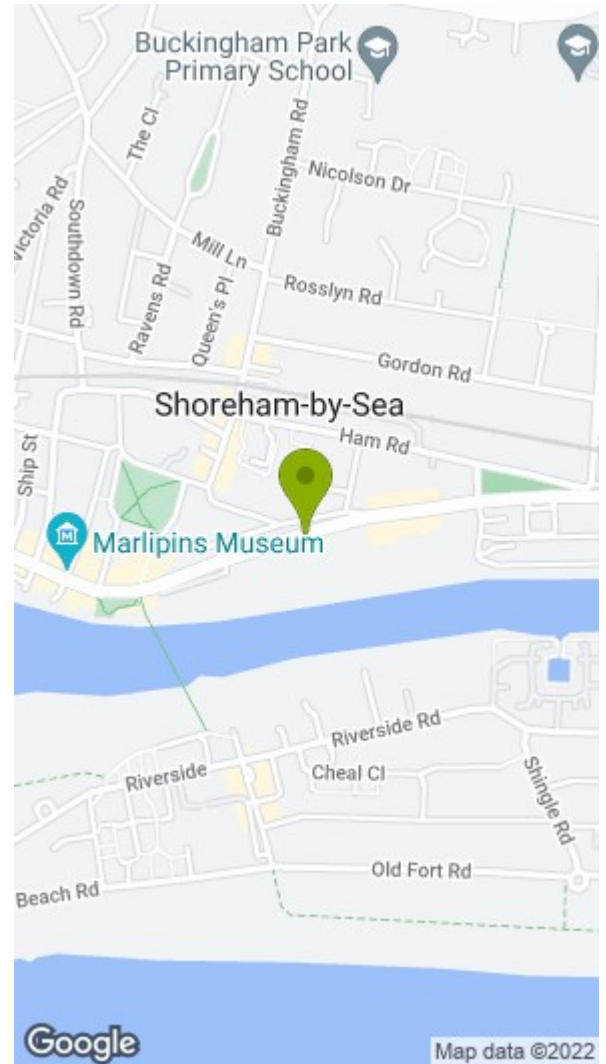 Buckingham Park
Primary School
The Cl
Buckingham Rd
Nicolson Dr
Victoria Rd
Southdown Rd
Mill Ln
Rosslyn Rd
Ravens Rd
Queen's Pl
Gordon Rd
Shoreham-by-Sea
Ham Rd
Ship St
Marlipins Museum
Riverside Rd
Riverside
Cheal Cl
Shingle Rd
Old Fort Rd
Beach Rd
Google
Map data ©2022